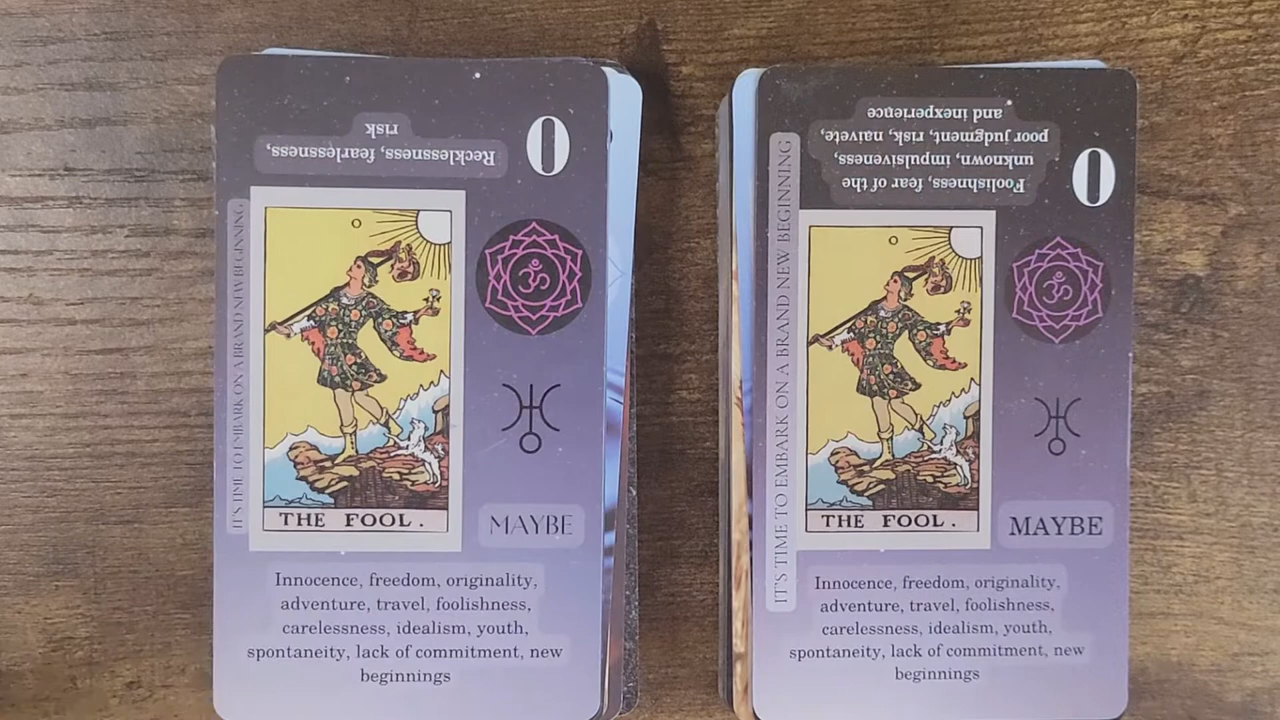 Recklessness, fearlessness,
risk
0
IT'S TIME TO EMBARK ON A BRAND NEW BEGINNING
THE FOOL.
MAYBE
Innocence, freedom, originality,
adventure, travel, foolishness,
carelessness, idealism, youth,
spontaneity, lack of commitment, new
beginnings
Foolishness, fear of the
unknown, impulsiveness,
poor judgment, risk, naivete,
and inexperience
0
IT'S TIME TO EMBARK ON A BRAND NEW BEGINNING
THE FOOL.
MAYBE
Innocence, freedom, originality,
adventure, travel, foolishness,
carelessness, idealism, youth,
spontaneity, lack of commitment, new
beginnings